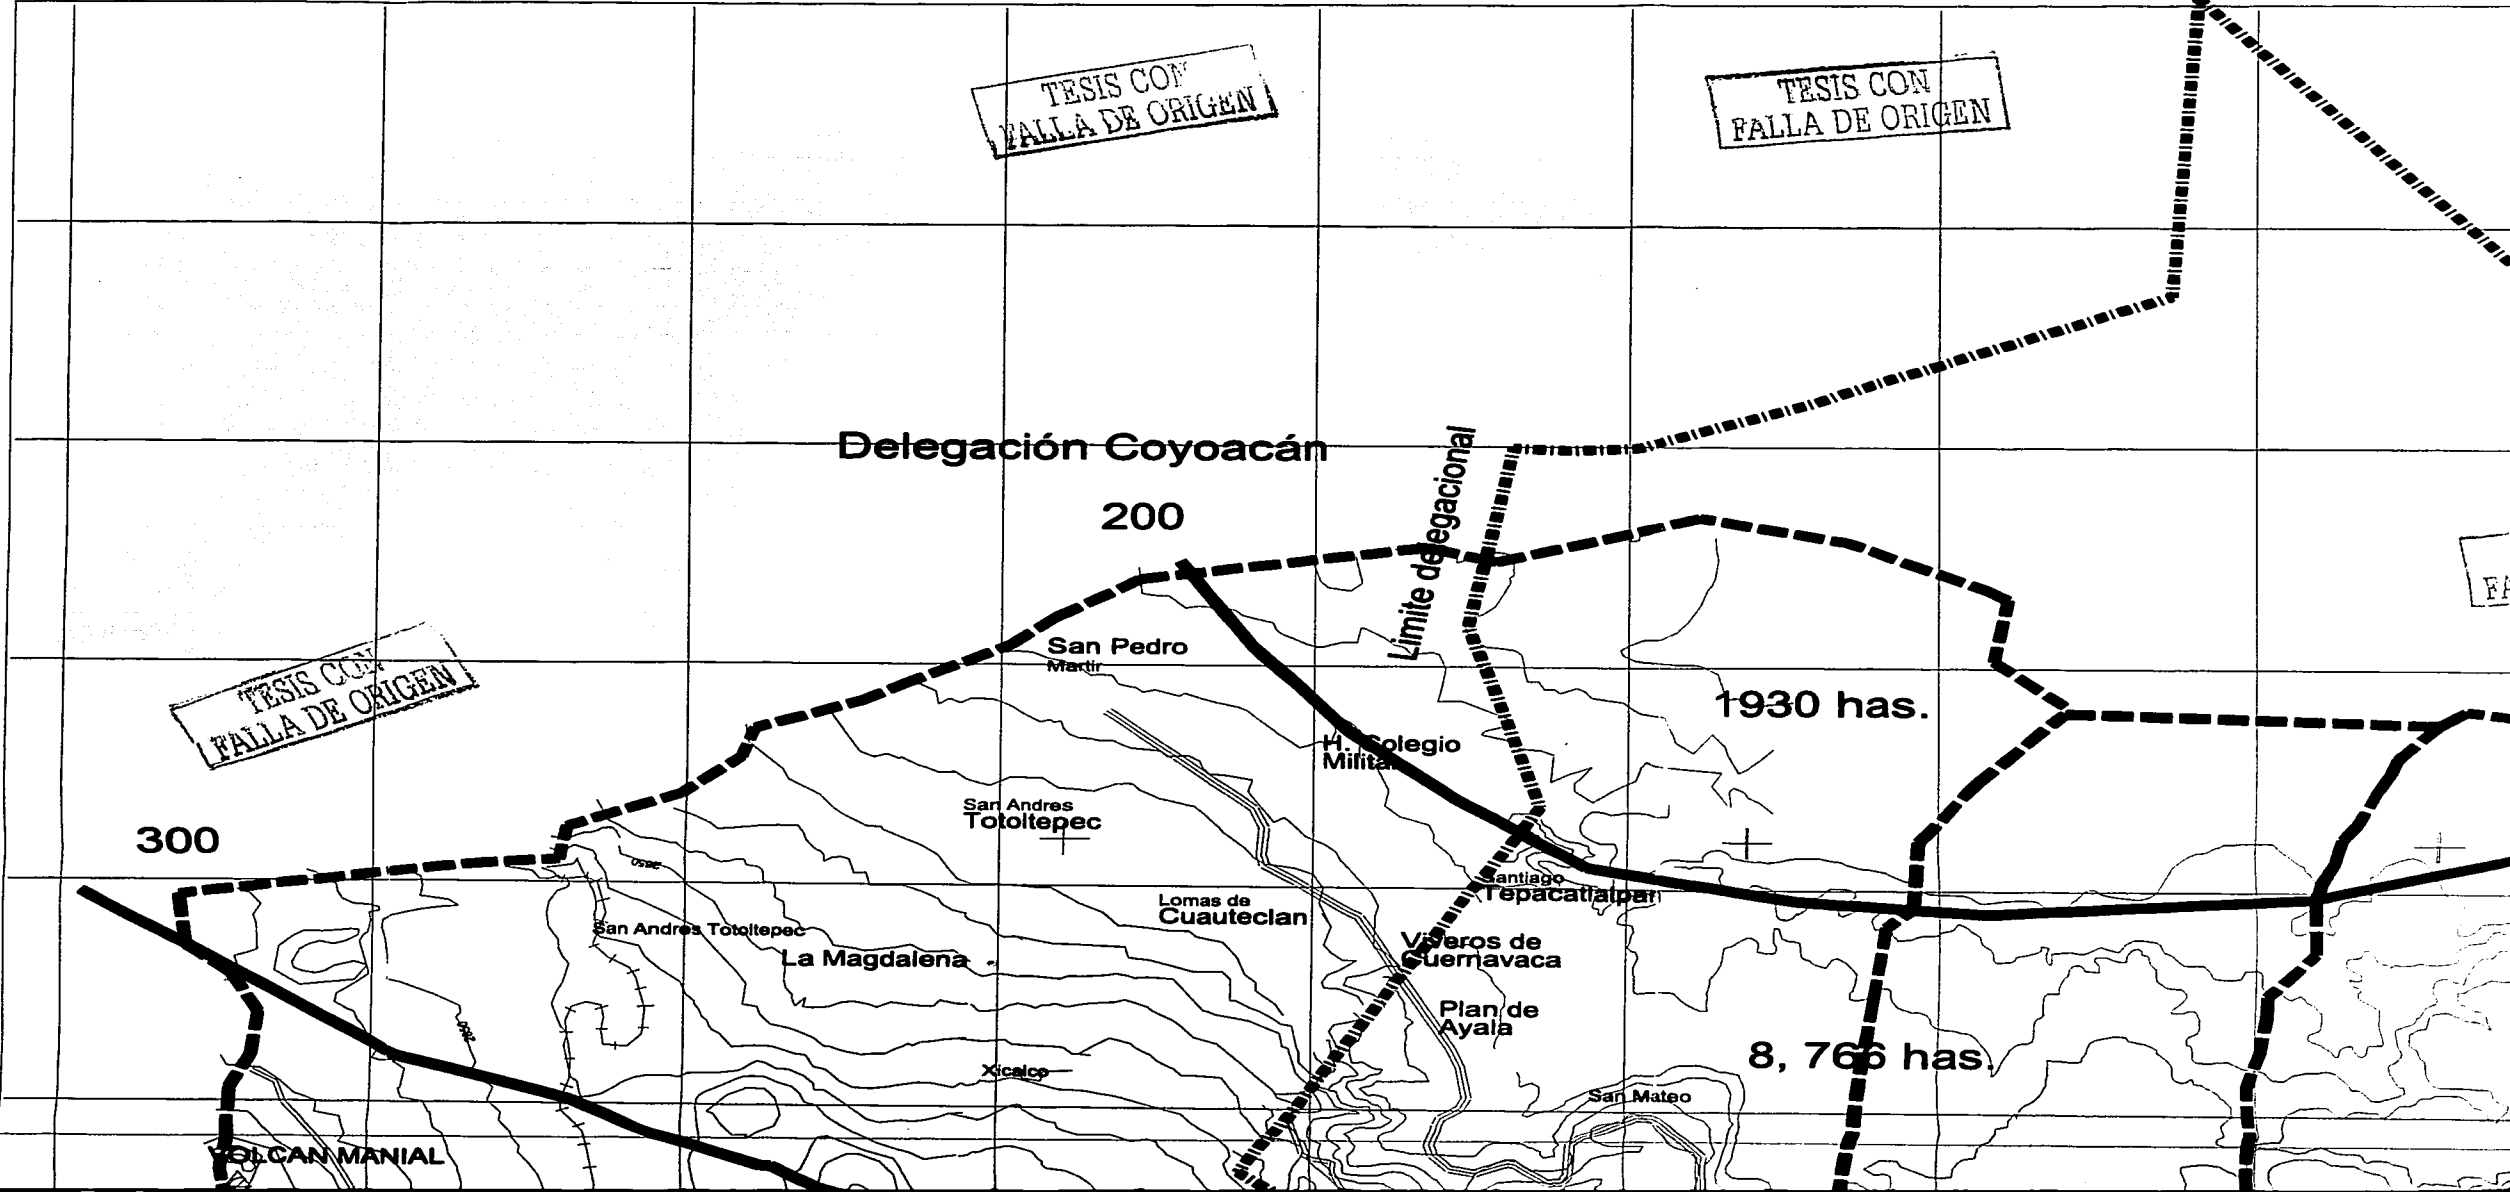 TESIS CON
FALLA DE ORIGEN
TESIS CON
FALLA DE ORIGEN
Delegación Coyoacán
Limite delegacional
200
FA
TESIS CON
FALLA DE ORIGEN
San Pedro
Martir
1930 has.
H. Colegio
Militar
San Andres
Totoltepec
300
2650
Santiago
Tepacatlalpan
Lomas de
Cuauteclan
San Andres Totoltepec
La Magdalena
Viveros de
Cuernavaca
Plan de
Ayala
8, 766 has.
Xicalco
San Mateo
VOLCAN MANIAL